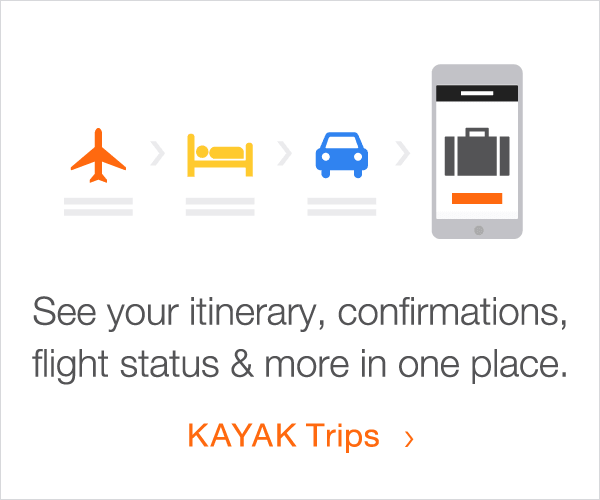 See your itinerary, confirmations,
flight status & more in one place.
KAYAK Trips ›